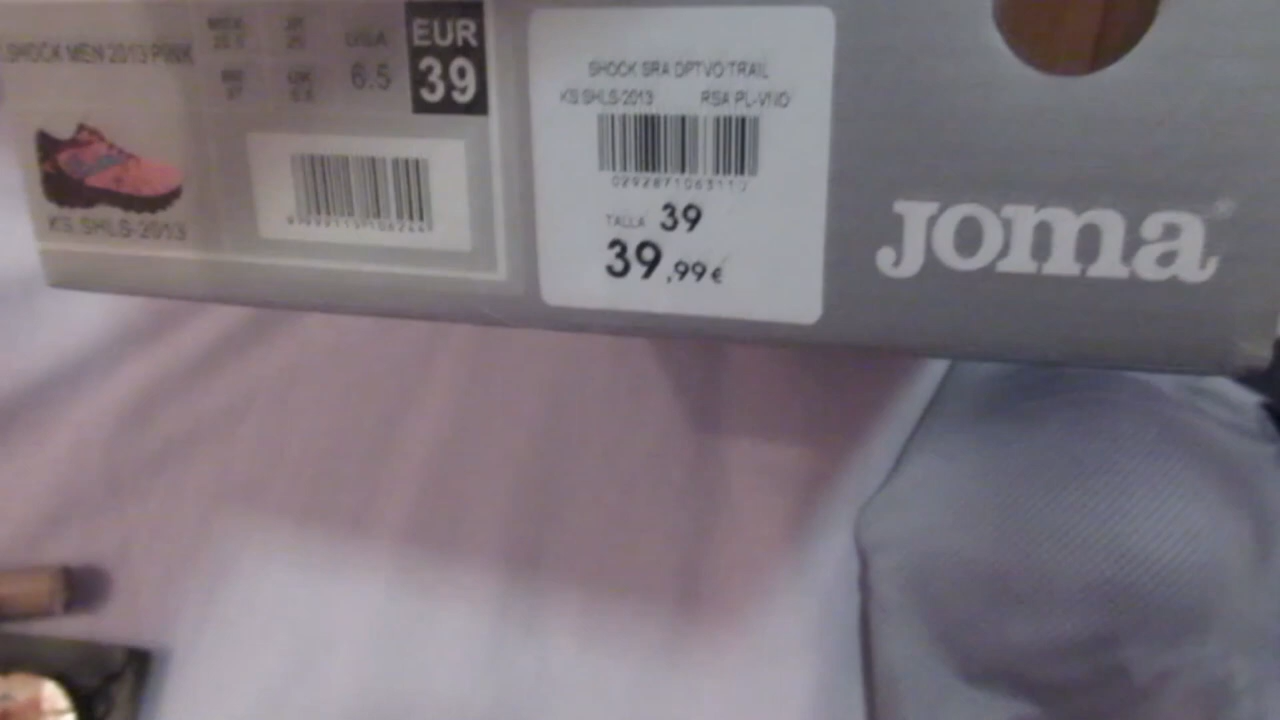 .SHOCK MEN 2013 PINK
USA
6.5
EUR
39
KS.SHLS-2013
SHOCK SRA DPTVO TRAIL
KS SHLS-2013 RSA PL-VNO
TALLA 39
39,99€
JOMA